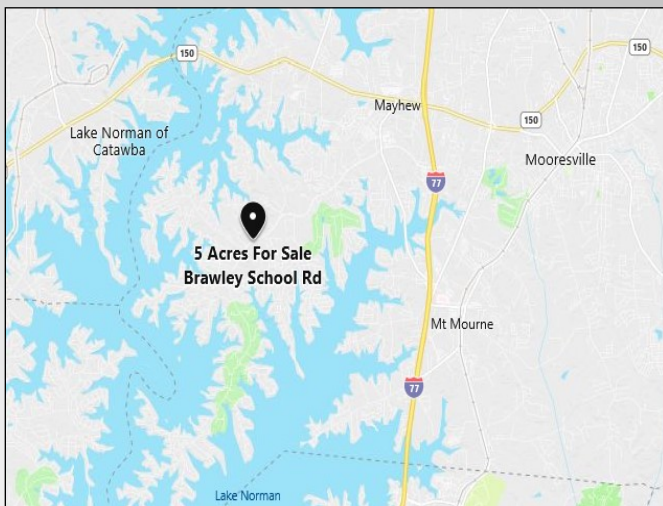 150
150
Mayhew
Lake Norman of
Catawba
Mooresville
77
5 Acres For Sale
Brawley School Rd
Mt Mourne
77
Lake Norman